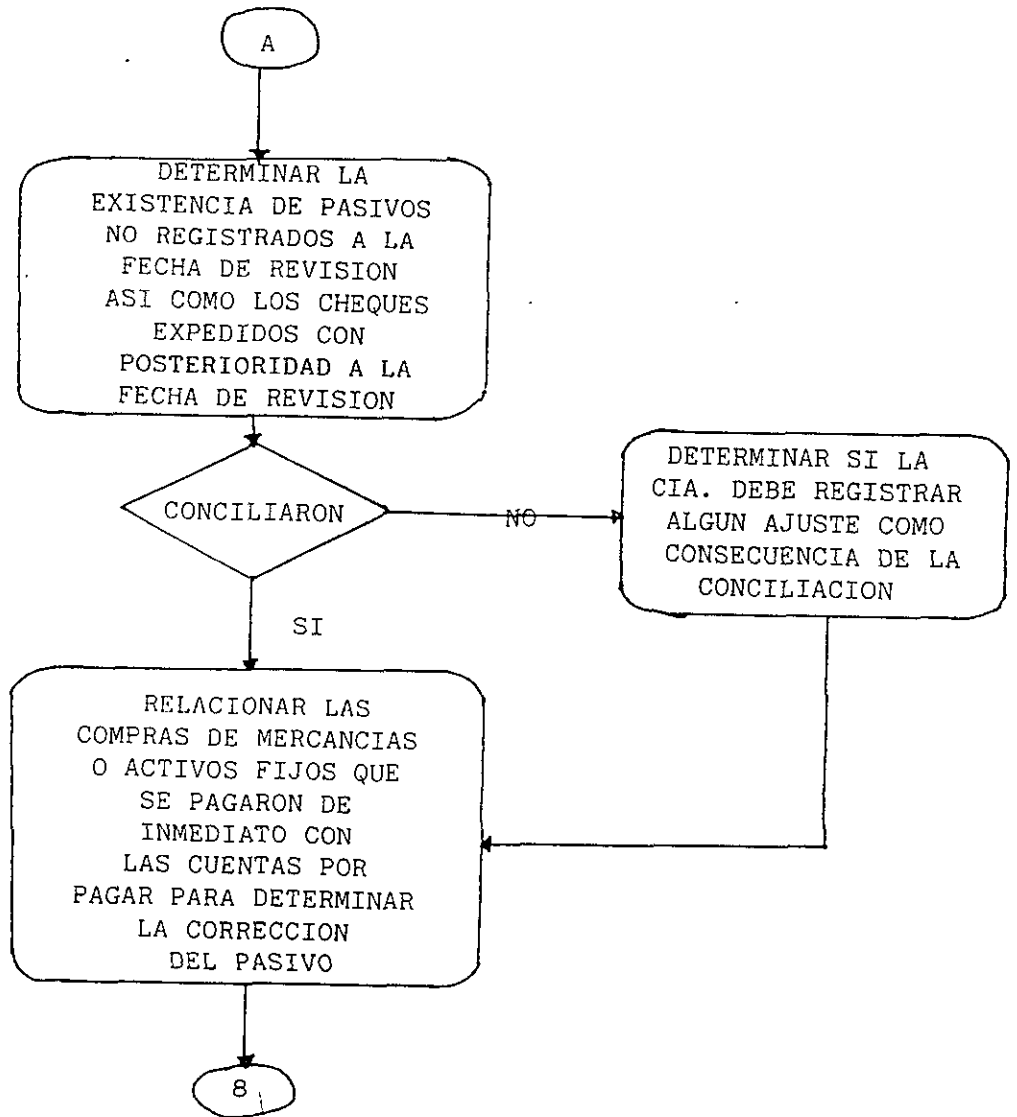 A
DETERMINAR LA
EXISTENCIA DE PASIVOS
NO REGISTRADOS A LA
FECHA DE REVISION
ASI COMO LOS CHEQUES
EXPEDIDOS CON
POSTERIORIDAD A LA
FECHA DE REVISION
CONCILIARON
NO
DETERMINAR SI LA
CIA. DEBE REGISTRAR
ALGUN AJUSTE COMO
CONSECUENCIA DE LA
CONCILIACION
SI
RELACIONAR LAS
COMPRAS DE MERCANCIAS
O ACTIVOS FIJOS QUE
SE PAGARON DE
INMEDIATO CON
LAS CUENTAS POR
PAGAR PARA DETERMINAR
LA CORRECCION
DEL PASIVO
8